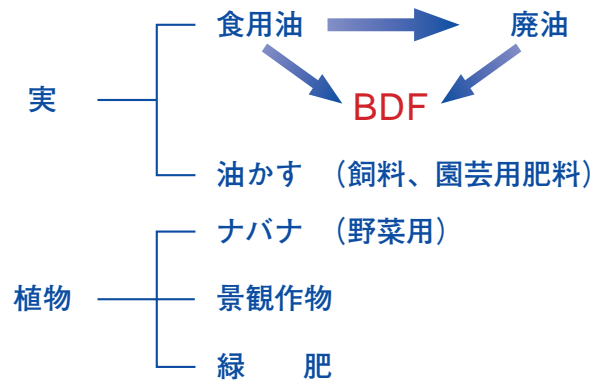 食用油 廃油
実
BDF
油かす （飼料、園芸用肥料）
ナバナ （野菜用）
植物 景観作物
緑　肥